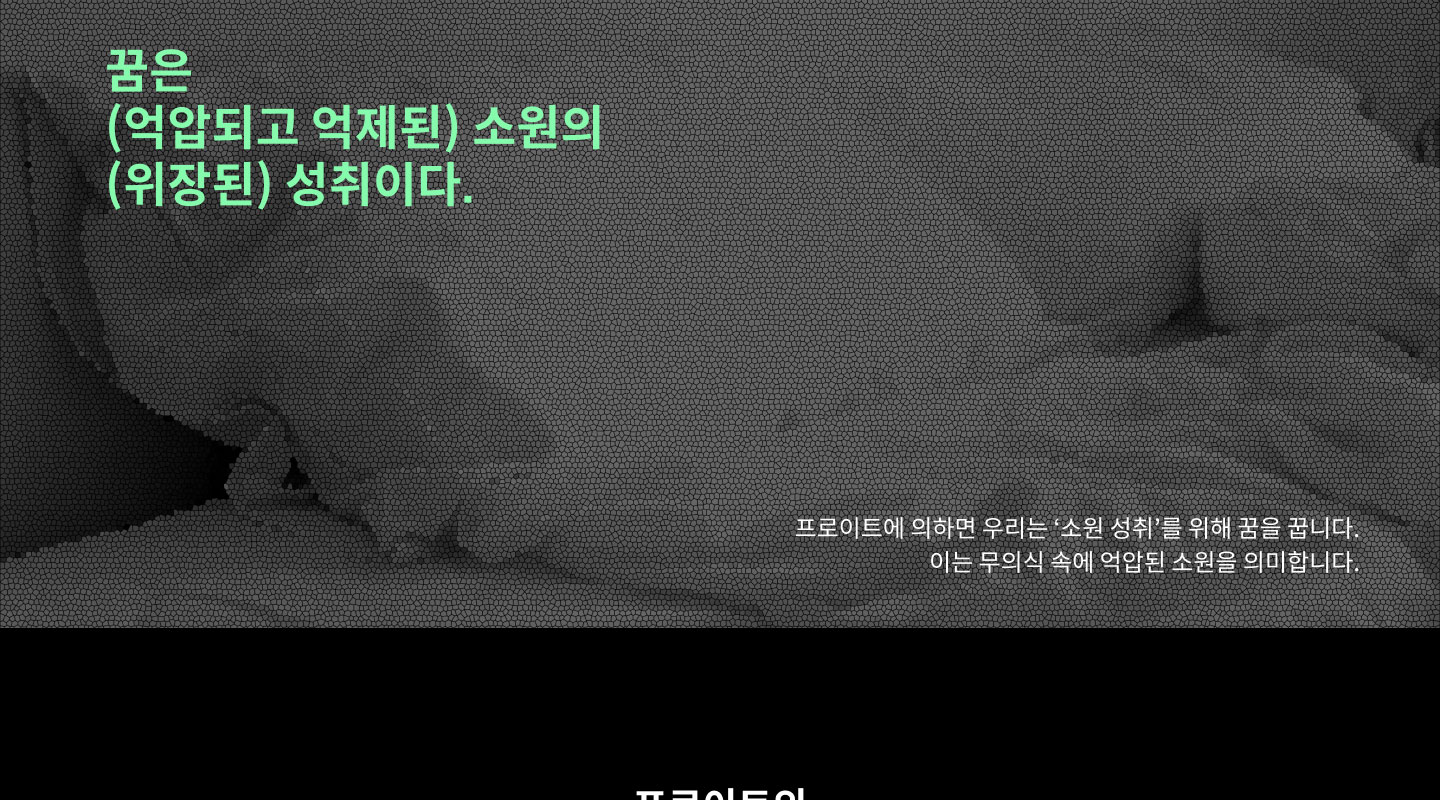 꿈은
(억압되고 억제된) 소원의
(위장된) 성취이다.
프로이트에 의하면 우리는 ‘소원 성취’를 위해 꿈을 꿉니다.
이는 무의식 속에 억압된 소원을 의미합니다.